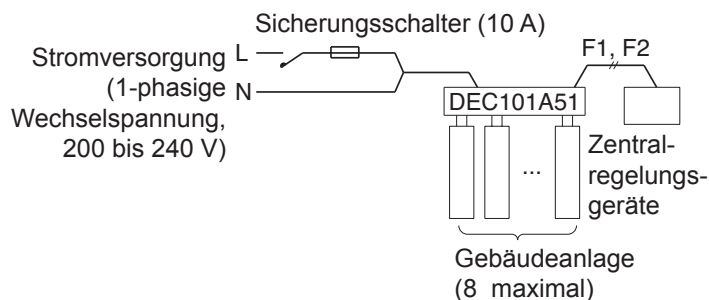 Sicherungsschalter (10 A)
Stromversorgung
(1-phasige
Wechselspannung,
200 bis 240 V)
L
N
F1, F2
DEC101A51
Zentral-
regelungs-
geräte
...
Gebäudeanlage
(8 maximal)